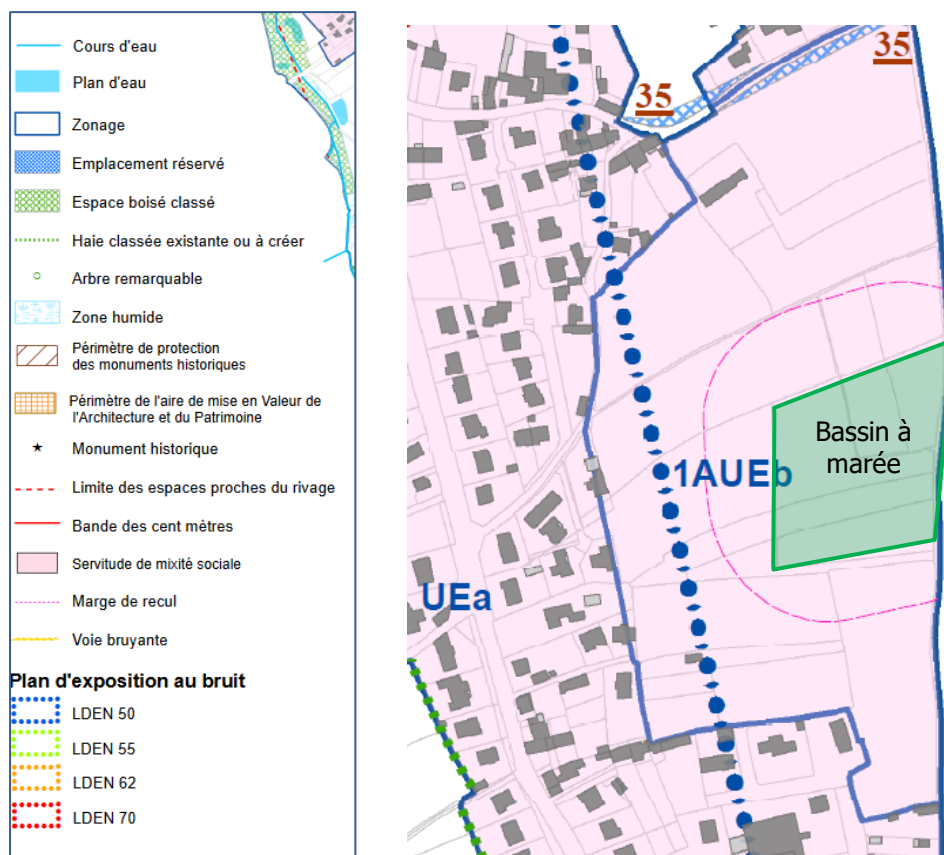 Cours d'eau
Plan d'eau
Zonage
Emplacement réservé
Espace boisé classé
Haie classée existante ou à créer
Arbre remarquable
Zone humide
Périmètre de protection
des monuments historiques
Périmètre de l'aire de mise en Valeur de
l'Architecture et du Patrimoine
Monument historique
Limite des espaces proches du rivage
Bande des cent mètres
Servitude de mixité sociale
Marge de recul
Voie bruyante
Plan d'exposition au bruit
LDEN 50
LDEN 55
LDEN 62
LDEN 70
35
35
Bassin à
marée
1AUEb
UEa